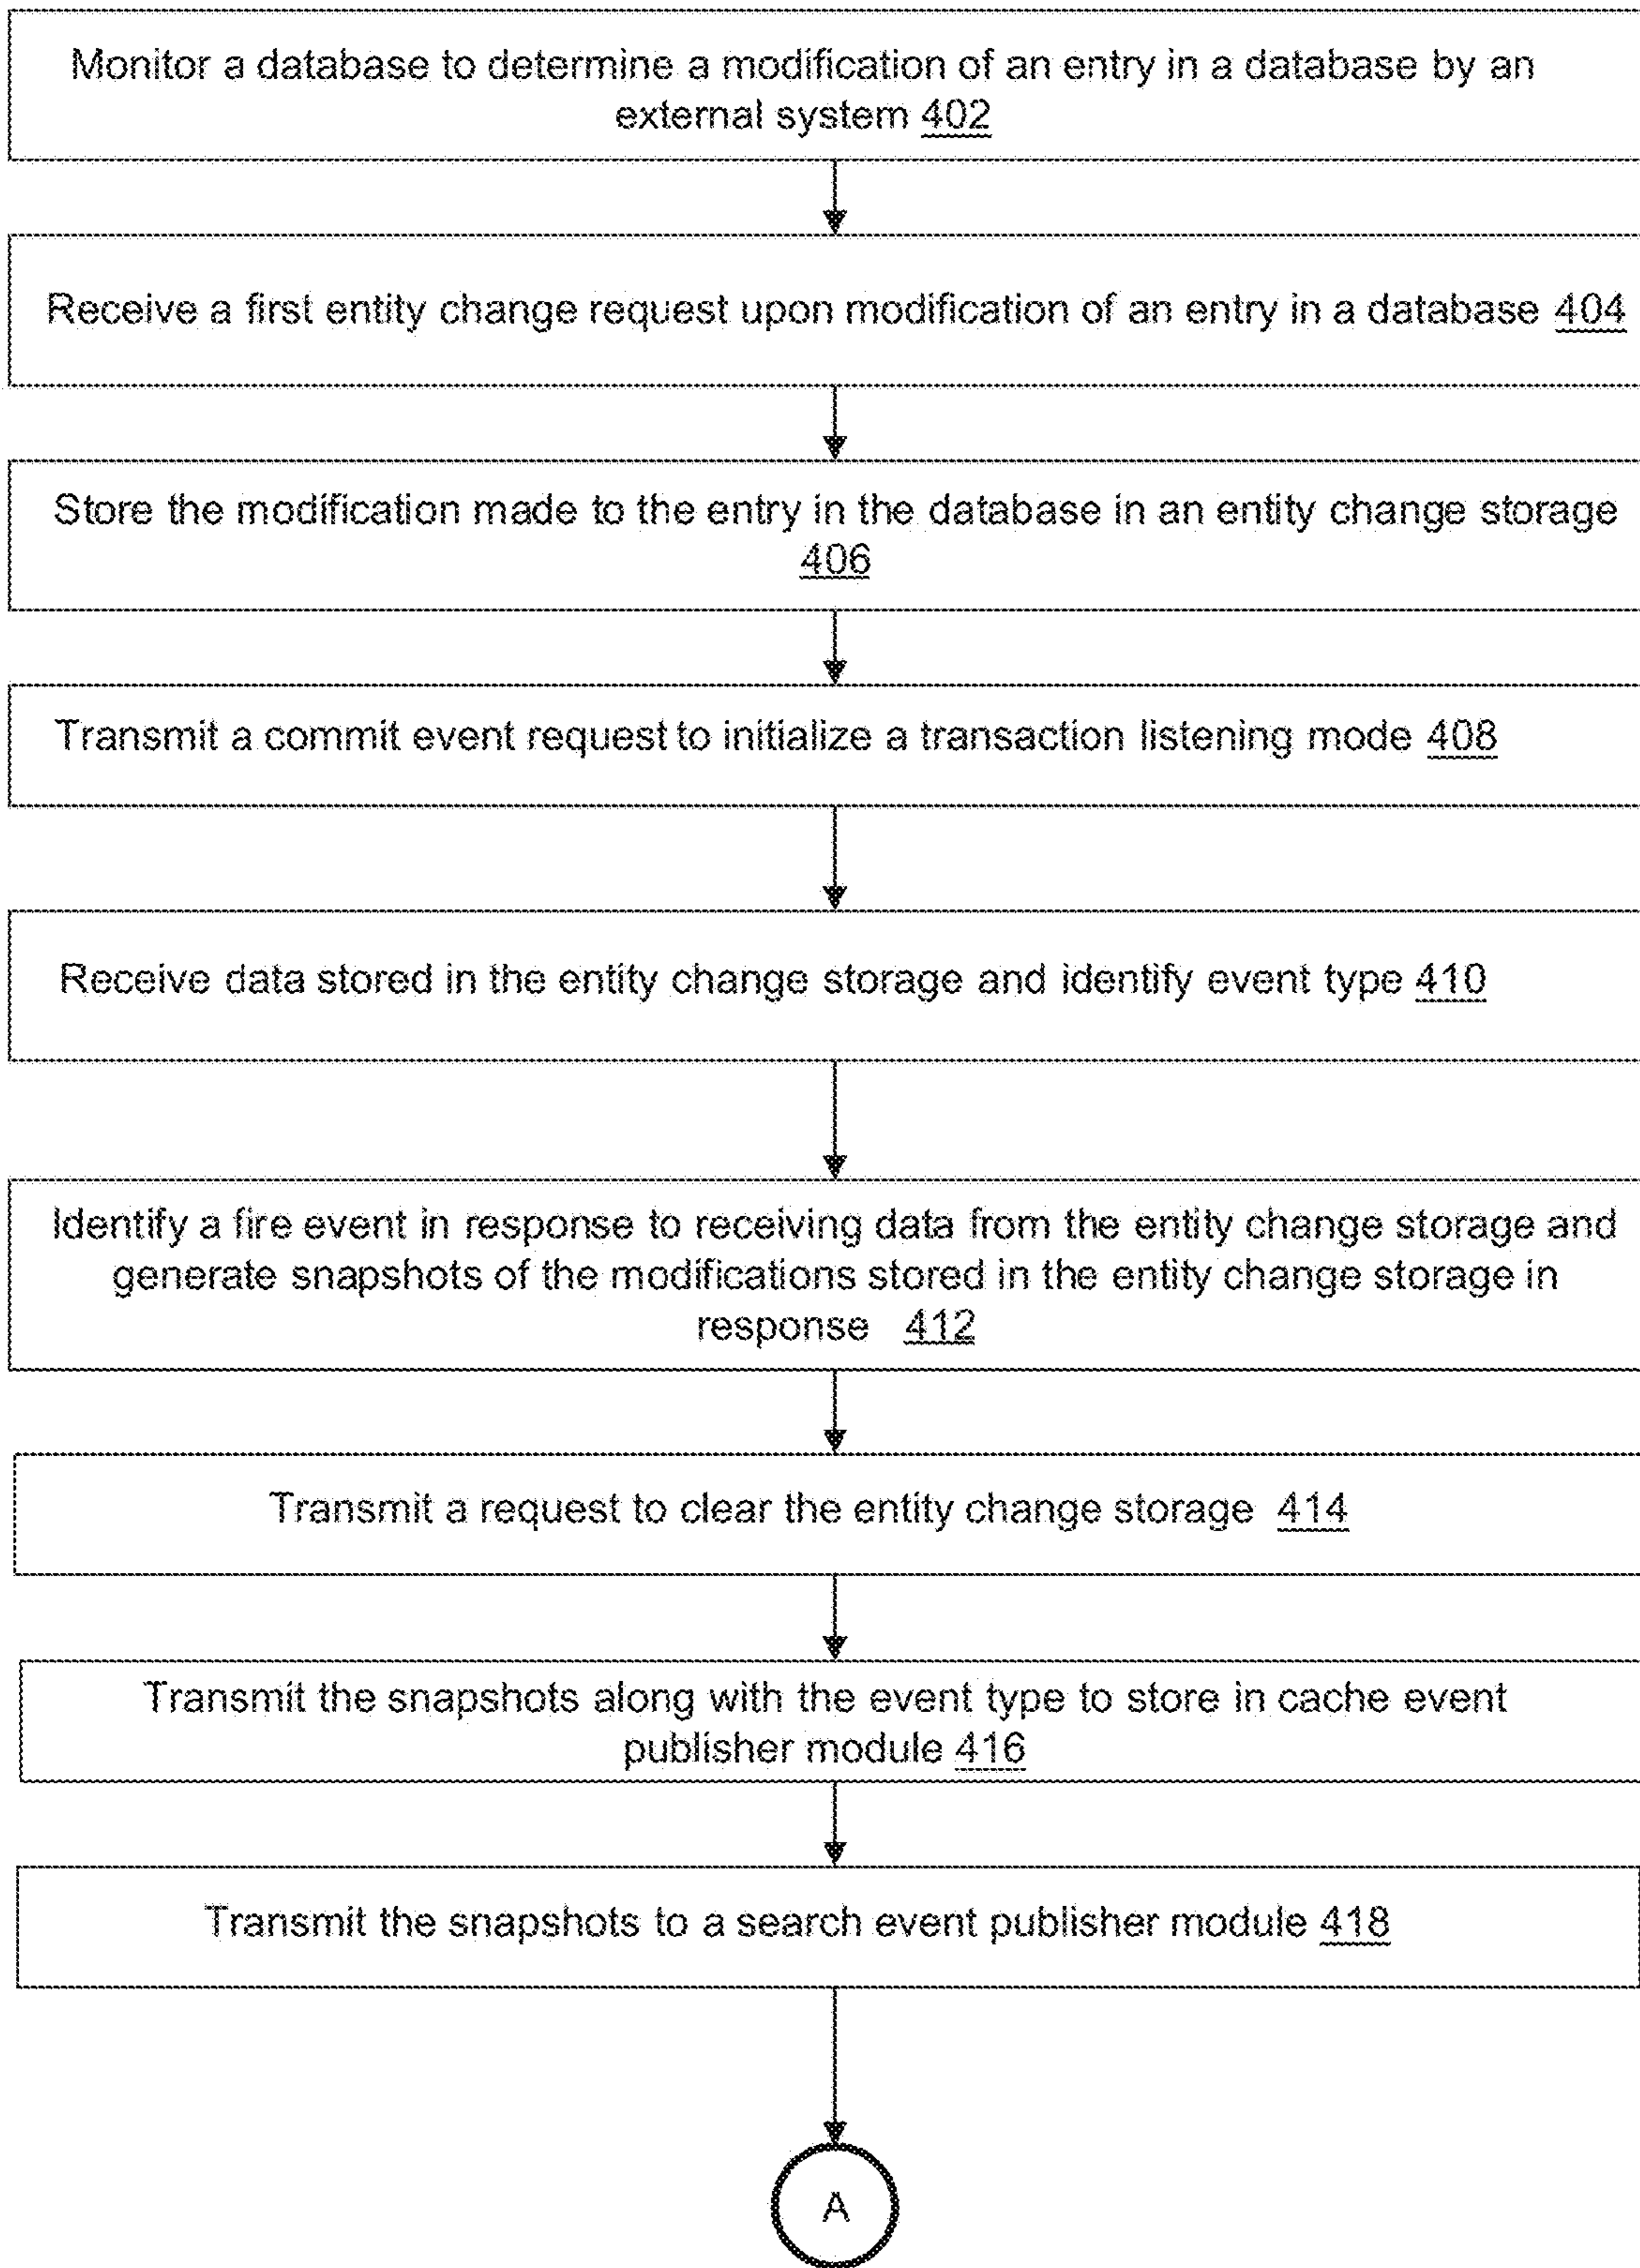 Monitor a database to determine a modification of an entry in a database by an
external system 402
Receive a first entity change request upon modification of an entry in a database 404
Store the modification made to the entry in the database in an entity change storage
406
Transmit a commit event request to initialize a transaction listening mode 408
Receive data stored in the entity change storage and identify event type 410
Identify a fire event in response to receiving data from the entity change storage and
generate snapshots of the modifications stored in the entity change storage in
response 412
Transmit a request to clear the entity change storage 414
Transmit the snapshots along with the event type to store in cache event
publisher module 416
Transmit the snapshots to a search event publisher module 418
A